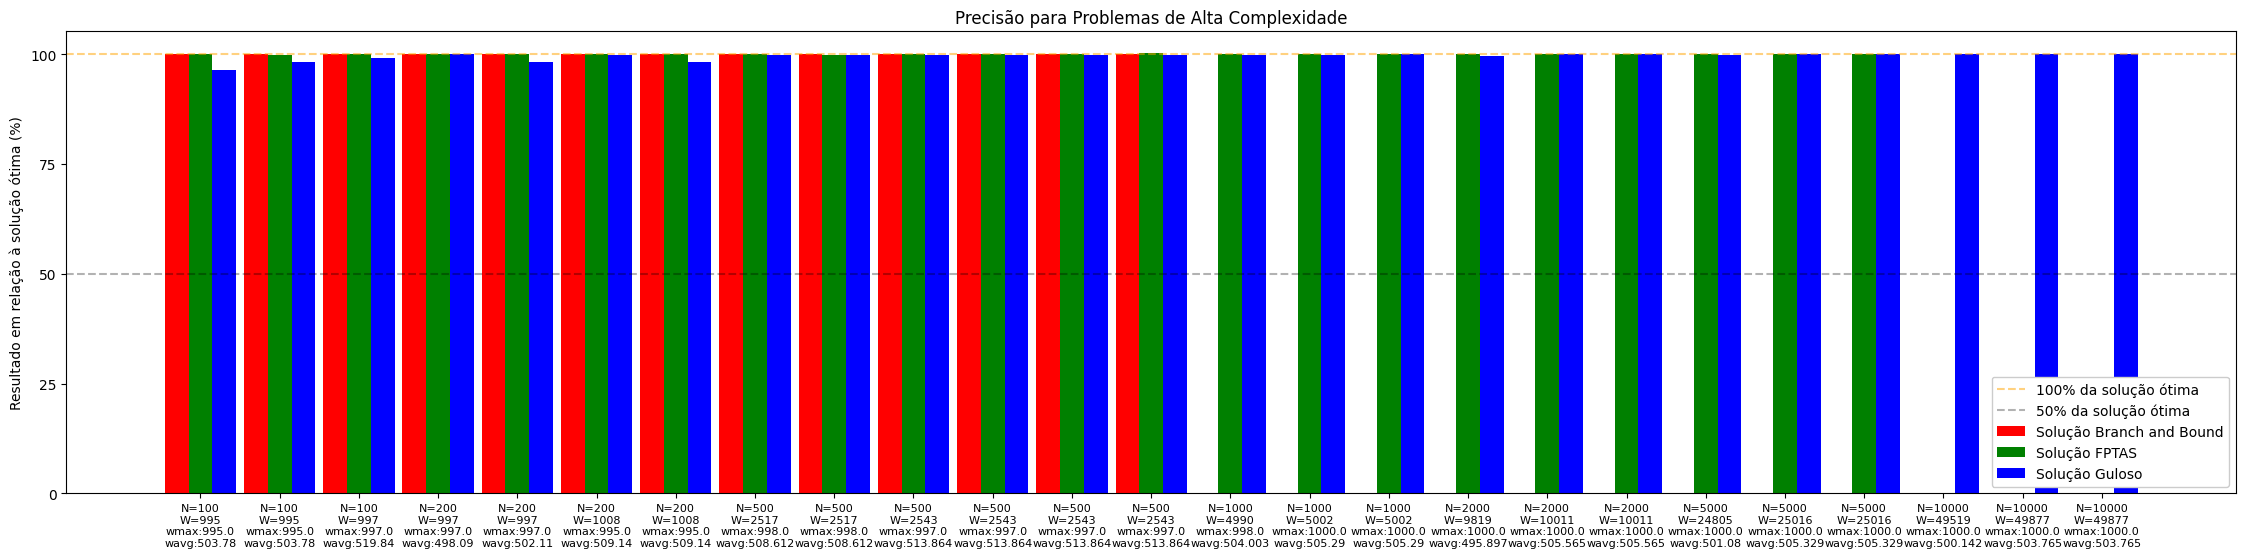 Precisão para Problemas de Alta Complexidade
Resultado em relação à solução ótima (%)
100
75
50
25
0
100% da solução ótima
50% da solução ótima
Solução Branch and Bound
Solução FPTAS
Solução Guloso
N=100 N=100 N=100 N=200 N=200 N=200 N=200 N=500 N=500 N=500 N=500 N=500 N=500 N=1000 N=1000 N=1000 N=2000 N=2000 N=2000 N=5000 N=5000 N=5000 N=10000 N=10000 N=10000
W=995 W=995 W=997 W=997 W=997 W=1008 W=1008 W=2517 W=2517 W=2543 W=2543 W=2543 W=2543 W=4990 W=5002 W=5002 W=9819 W=10011 W=10011 W=24805 W=25016 W=25016 W=49519 W=49877 W=49877
wmax:995.0 wmax:995.0 wmax:997.0 wmax:997.0 wmax:997.0 wmax:995.0 wmax:995.0 wmax:998.0 wmax:998.0 wmax:997.0 wmax:997.0 wmax:997.0 wmax:997.0 wmax:998.0 wmax:1000.0 wmax:1000.0 wmax:1000.0 wmax:1000.0 wmax:1000.0 wmax:1000.0 wmax:1000.0 wmax:1000.0 wmax:1000.0 wmax:1000.0 wmax:1000.0
wavg:503.78 wavg:503.78 wavg:519.84 wavg:498.09 wavg:502.11 wavg:509.14 wavg:509.14 wavg:508.612 wavg:508.612 wavg:513.864 wavg:513.864 wavg:513.864 wavg:513.864 wavg:504.003 wavg:505.29 wavg:505.29 wavg:495.897 wavg:505.565 wavg:505.565 wavg:501.08 wavg:505.329 wavg:505.329 wavg:500.142 wavg:503.765 wavg:503.765